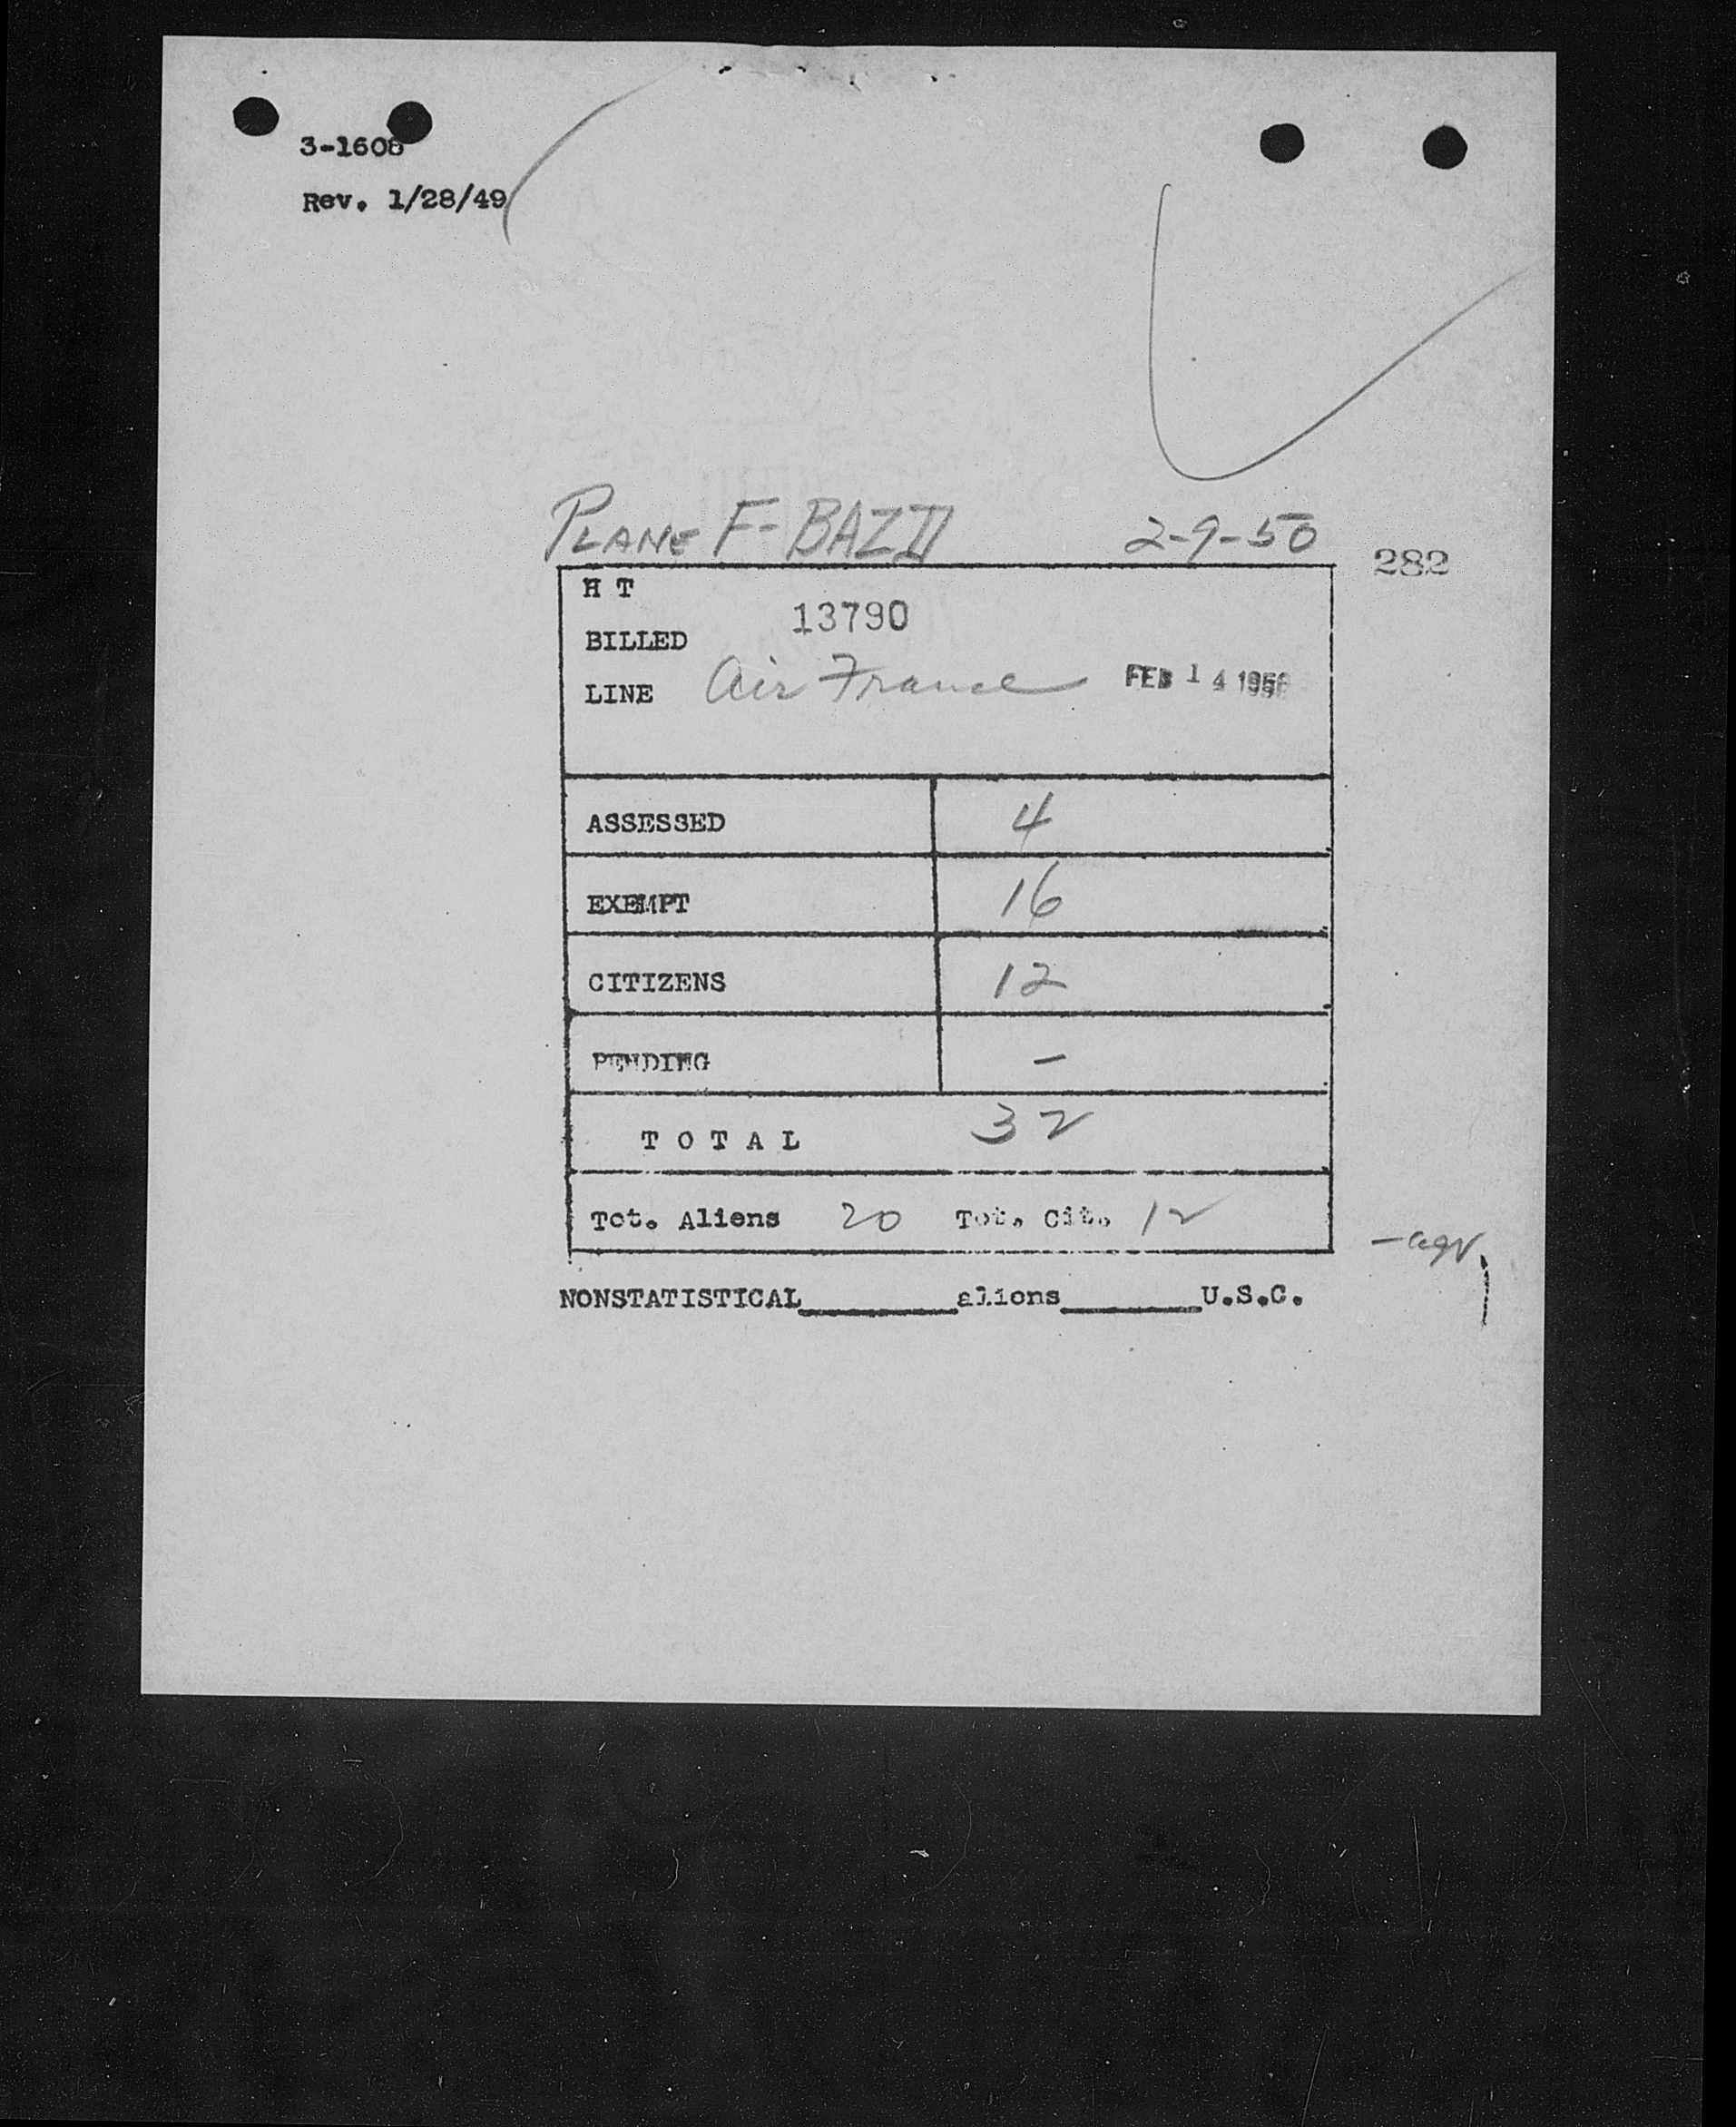 3-1608
Rev. 1/28/49
PLANE F-BAZII 2-9-50
282
H T
13790
BILLED
LINE Air France FEB 14 1950
ASSESSED 4
EXEMPT 16
CITIZENS 12
PENDING -
TOTAL 32
Tot. Aliens 20 Tot. Cit. 12
NONSTATISTICAL________aliens________U.S.C.